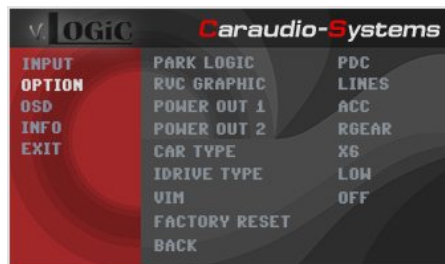 v.LOGiC Caraudio-Systems
INPUT
OPTION
OSD
INFO
EXIT
PARK LOGIC PDC
RVC GRAPHIC LINES
POWER OUT 1 ACC
POWER OUT 2 RGEAR
CAR TYPE X6
IDRIVE TYPE LOW
VIM OFF
FACTORY RESET
BACK